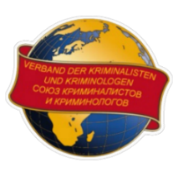 VERBAND DER KRIMINALISTEN
UND KRIMINOLOGEN
СОЮЗ КРИМИНАЛИСТОВ
И КРИМИНОЛОГОВ